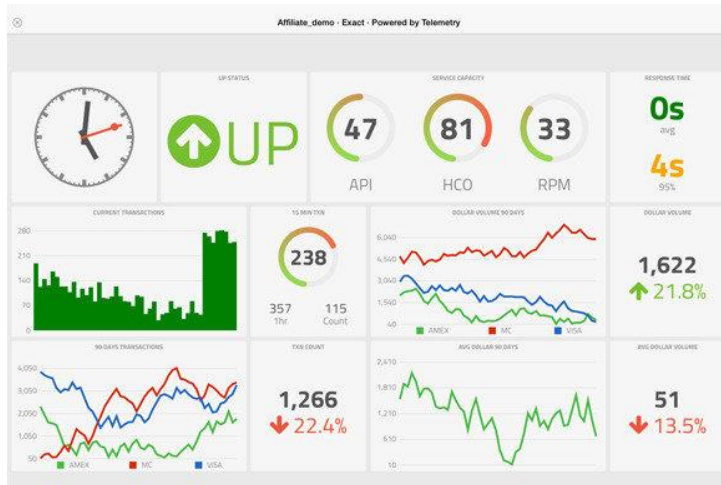 Affiliate_demo · Exact · Powered by Telemetry
UP STATUS
UP
SERVICE CAPACITY
47
API
81
HCO
33
RPM
RESPONSE TIME
0s
avg
4s
95%
CURRENT TRANSACTIONS
280
210
140
70
0
15 MIN TXN
238
357
1hr
115
Count
DOLLAR VOLUME 90 DAYS
6,040
4,540
3,040
1,540
40
AMEX
MC
VISA
DOLLAR VOLUME
1,622
21.8%
90-DAYS TRANSACTIONS
4,050
3,050
2,050
1,050
50
AMEX
MC
VISA
TXN COUNT
1,266
22.4%
AVG DOLLAR 90 DAYS
2,410
1,810
1,210
610
10
AVG DOLLAR VOLUME
51
13.5%